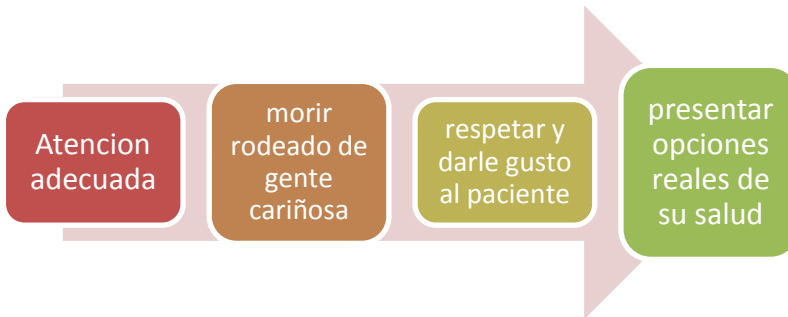 Atencion
adecuada
morir
rodeado de
gente
cariñosa
respetar y
darle gusto
al paciente
presentar
opciones
reales de
su salud